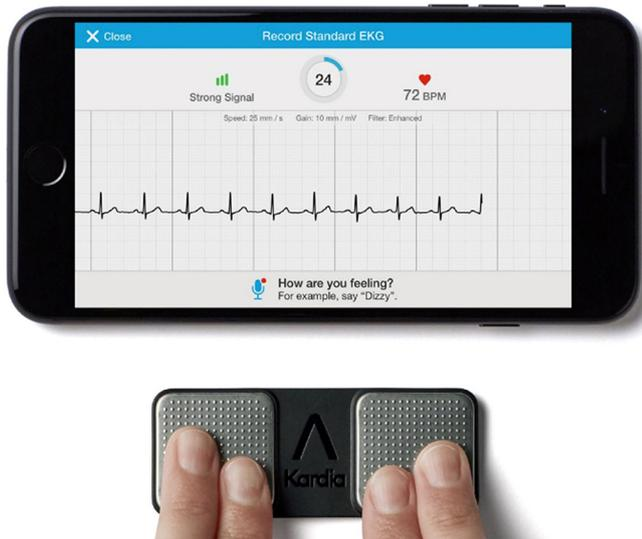 Close
Record Standard EKG
24
Strong Signal
72 BPM
Speed: 25 mm / s Gain: 10 mm / mV Filter: Enhanced
How are you feeling?
For example, say “Dizzy”.
Kardia